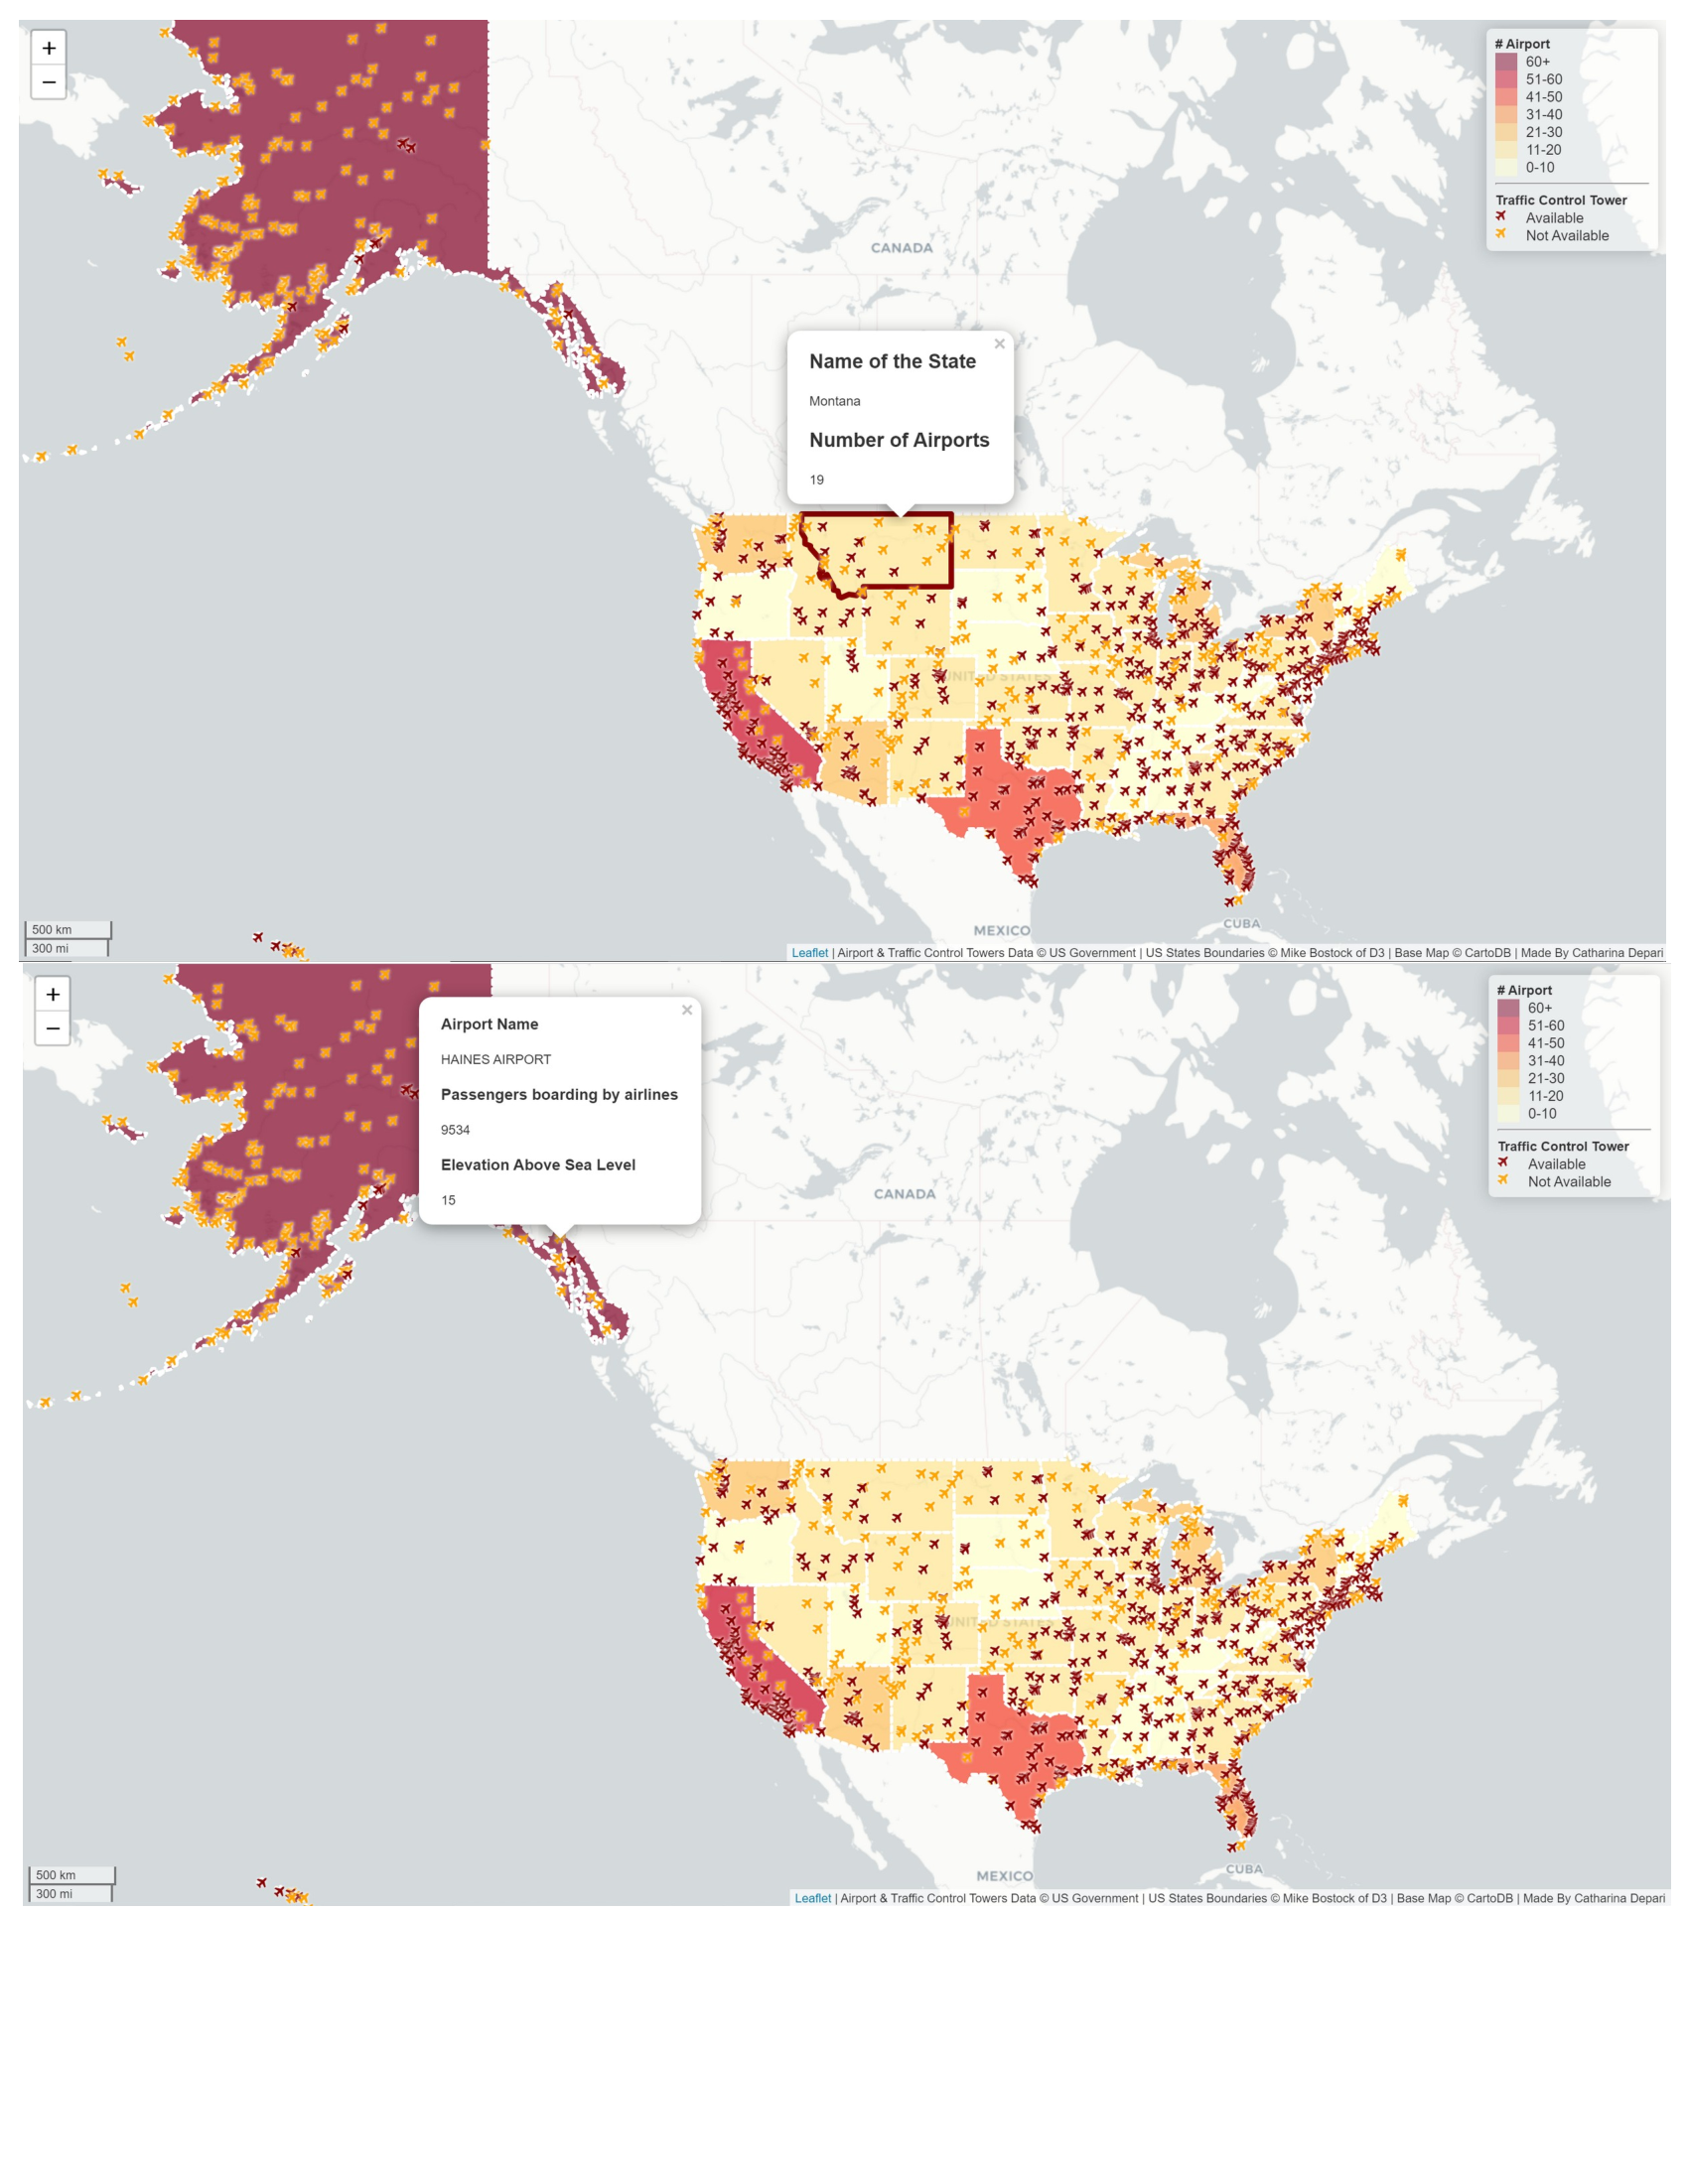 +
−
# Airport
60+
51-60
41-50
31-40
21-30
11-20
0-10
Traffic Control Tower
Available
Not Available
CANADA
×
Name of the State
Montana
Number of Airports
19
UNITED STATES
MEXICO
CUBA
500 km
300 mi
Leaflet | Airport & Traffic Control Towers Data © US Government | US States Boundaries © Mike Bostock of D3 | Base Map © CartoDB | Made By Catharina Depari
+
−
# Airport
60+
51-60
41-50
31-40
21-30
11-20
0-10
Traffic Control Tower
Available
Not Available
×
Airport Name
HAINES AIRPORT
Passengers boarding by airlines
9534
Elevation Above Sea Level
15
CANADA
UNITED STATES
MEXICO
CUBA
500 km
300 mi
Leaflet | Airport & Traffic Control Towers Data © US Government | US States Boundaries © Mike Bostock of D3 | Base Map © CartoDB | Made By Catharina Depari